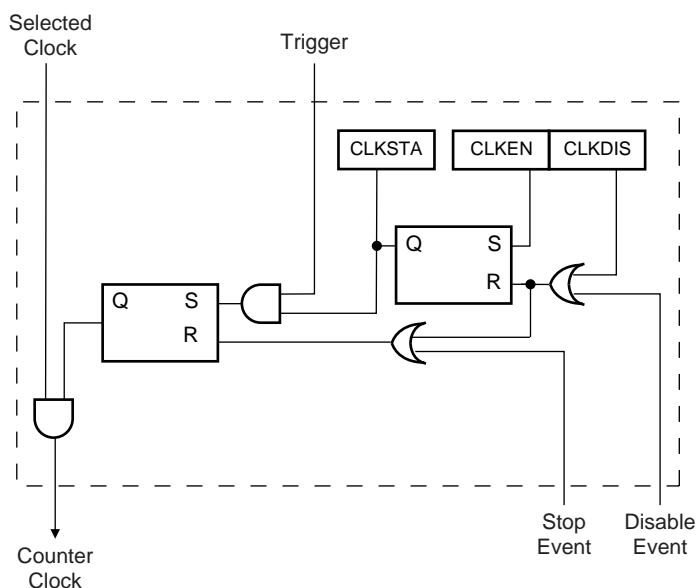 Selected
Clock
Trigger
CLKSTA
CLKEN
CLKDIS
Q
S
R
Q
S
R
Stop
Event
Disable
Event
Counter
Clock